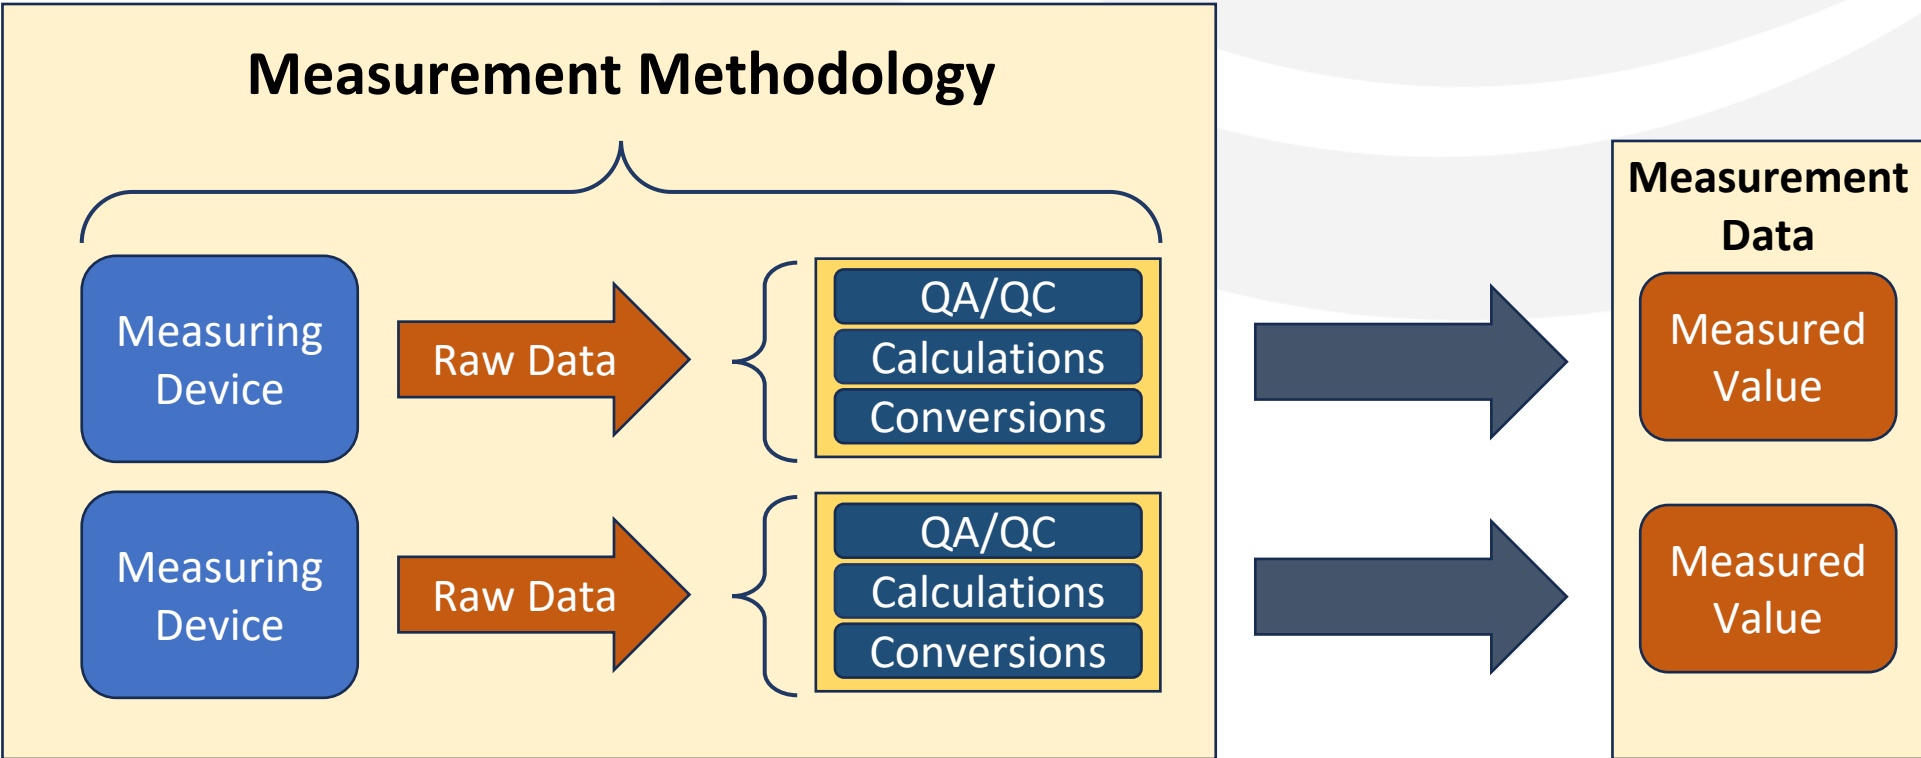 Measurement Methodology
Measuring
Device
Raw Data
QA/QC
Calculations
Conversions
Measuring
Device
Raw Data
QA/QC
Calculations
Conversions
Measurement
Data
Measured
Value
Measured
Value